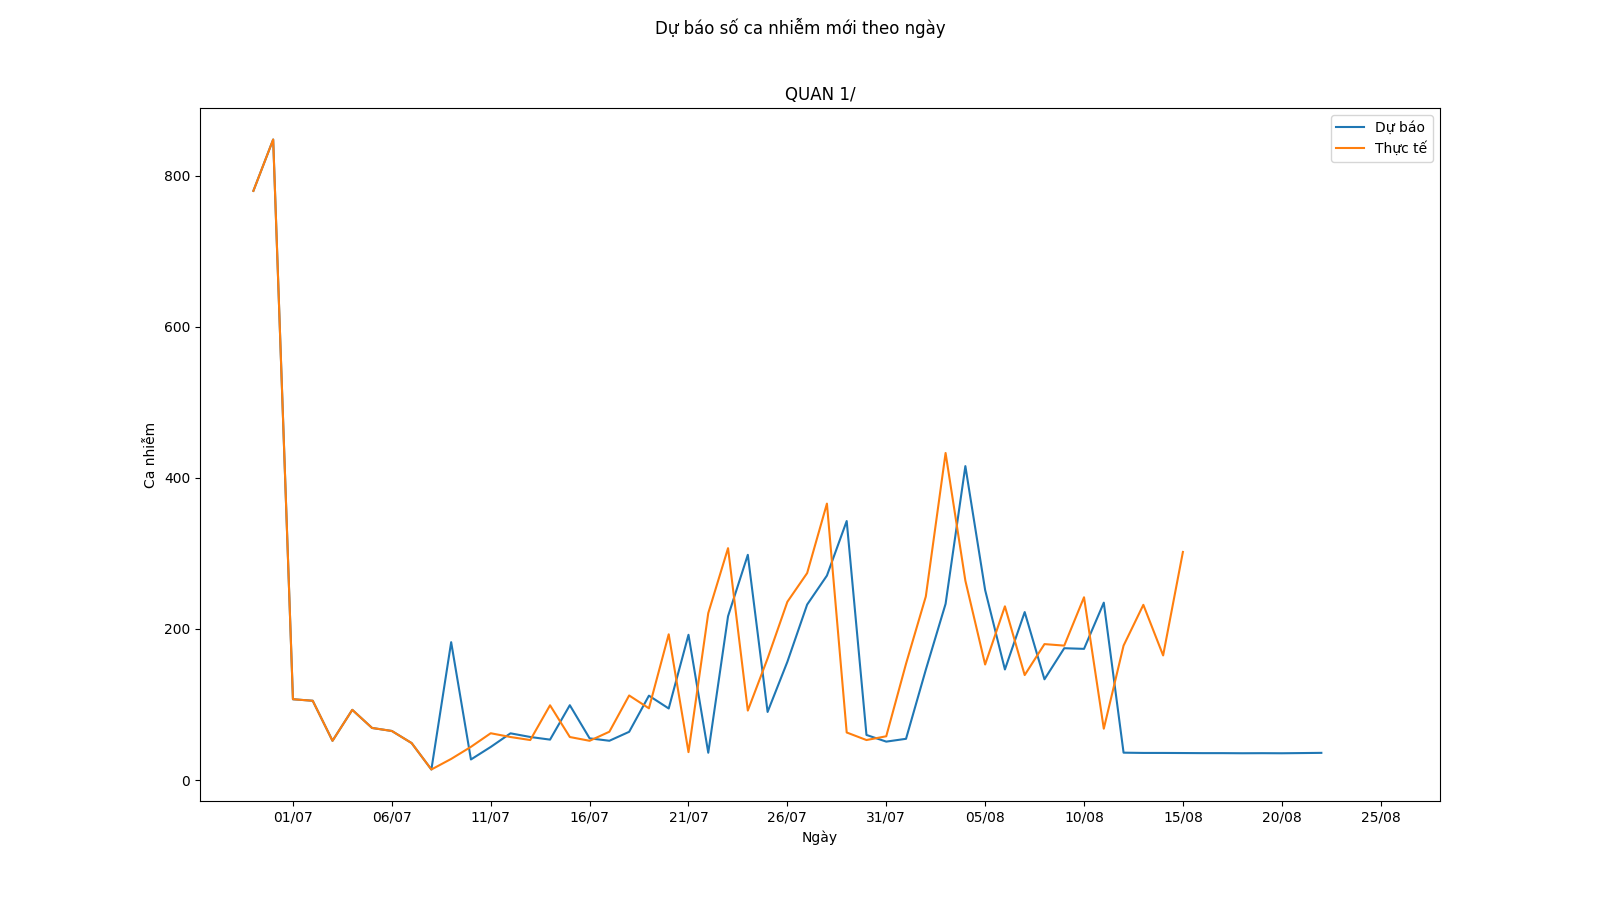 Dự báo số ca nhiễm mới theo ngày
QUAN 1/
Dự báo
Thực tế
800
600
400
200
0
Ca nhiễm
01/07 06/07 11/07 16/07 21/07 26/07 31/07 05/08 10/08 15/08 20/08 25/08
Ngày